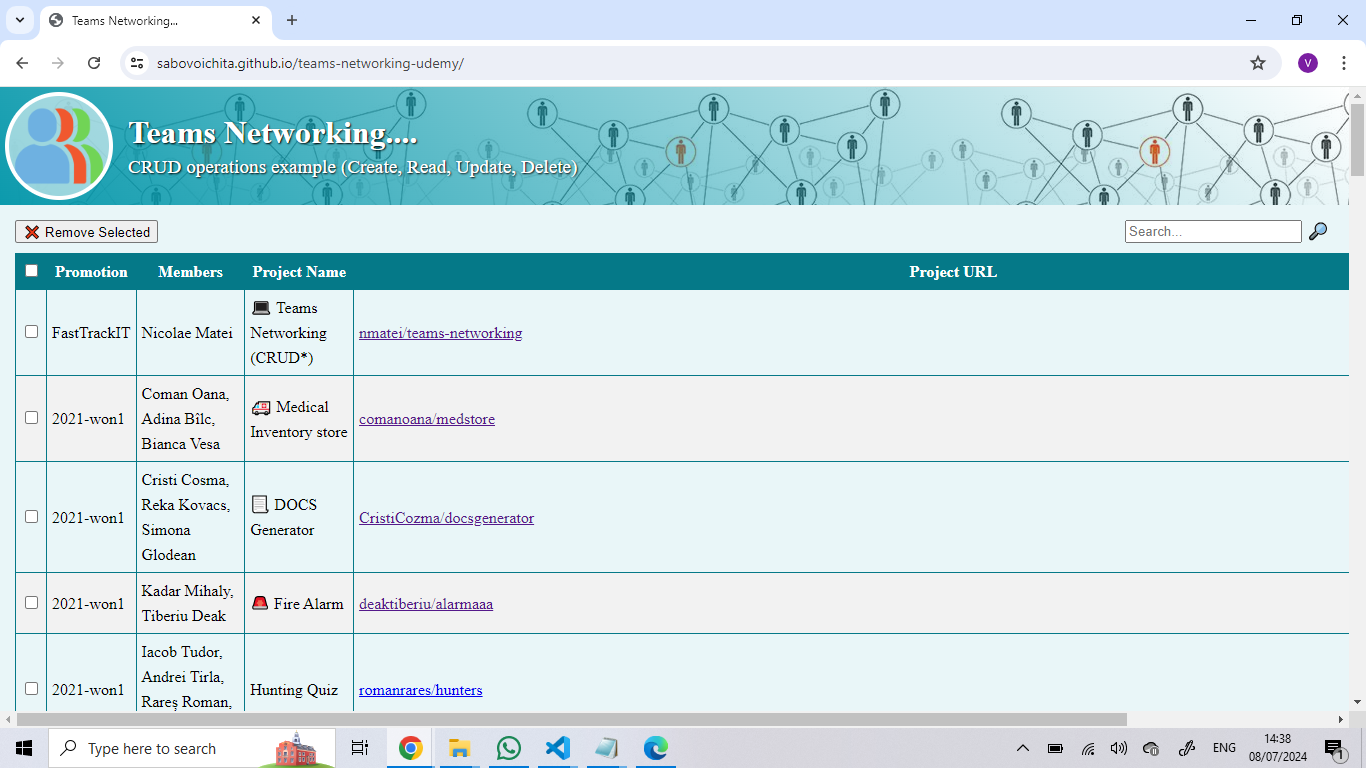 Teams Networking...
sabovoichita.github.io/teams-networking-udemy/
V
Teams Networking....
CRUD operations example (Create, Read, Update, Delete)
Remove Selected
Search...
Promotion Members Project Name Project URL
FastTrackIT
Nicolae Matei
Teams
Networking
(CRUD*)
nmatei/teams-networking
2021-won1
Coman Oana,
Adina Bîlc,
Bianca Vesa
Medical
Inventory store
comanoana/medstore
2021-won1
Cristi Cosma,
Reka Kovacs,
Simona
Glodean
DOCS
Generator
CristiCozma/docsgenerator
2021-won1
Kadar Mihaly,
Tiberiu Deak
Fire Alarm
deaktiberiu/alarmaaa
2021-won1
Iacob Tudor,
Andrei Tirla,
Rareș Roman,
Hunting Quiz
romanrares/hunters
Type here to search
ENG
14:38
08/07/2024
1